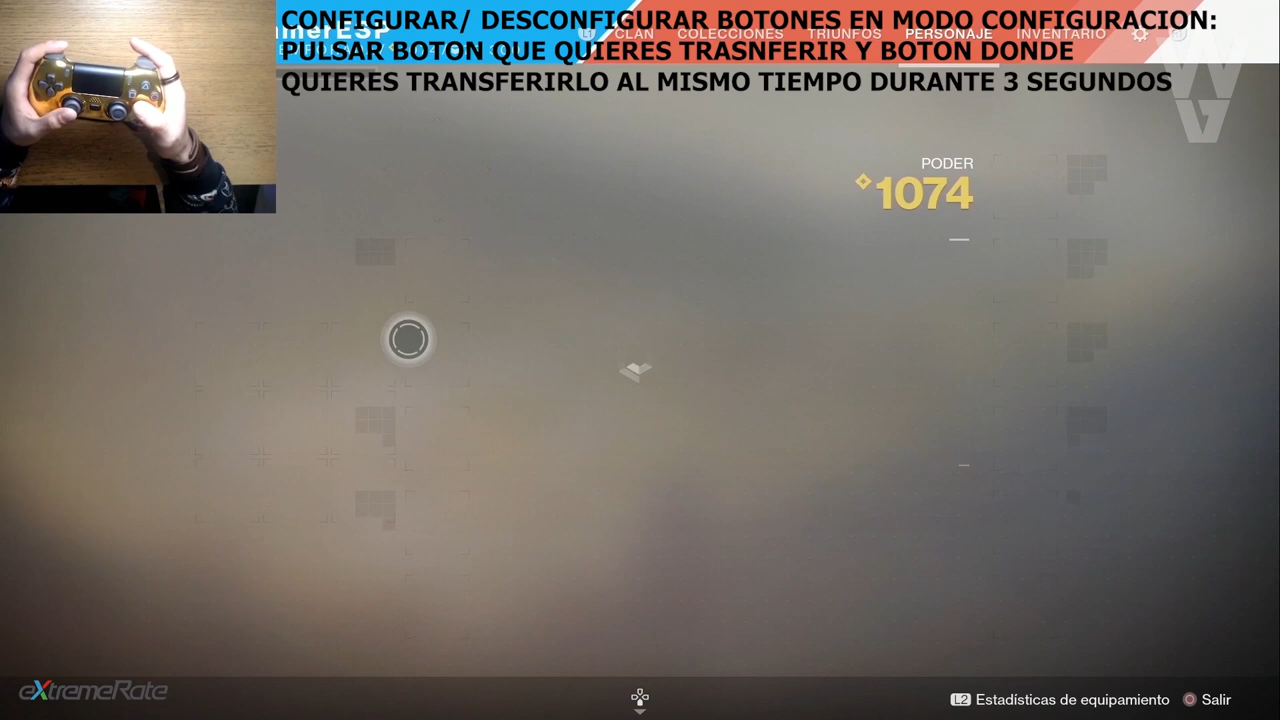 CONFIGURAR/ DESCONFIGURAR BOTONES EN MODO CONFIGURACION:
PULSAR BOTON QUE QUIERES TRASNFERIR Y BOTON DONDE
QUIERES TRANSFERIRLO AL MISMO TIEMPO DURANTE 3 SEGUNDOS
CLAN COLECCIONES TRIUNFOS PERSONAJE INVENTARIO
PODER
1074
eXtremeRate
L2 Estadísticas de equipamiento Salir